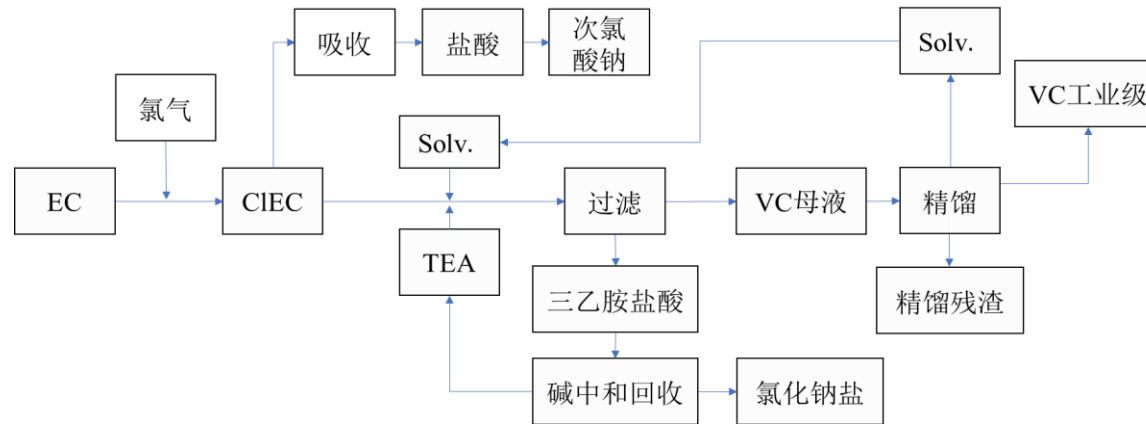 吸收
盐酸
次氯
酸钠
Solv.
VC工业级
氯气
Solv.
EC
ClEC
过滤
VC母液
精馏
TEA
三乙胺盐酸
精馏残渣
碱中和回收
氯化钠盐